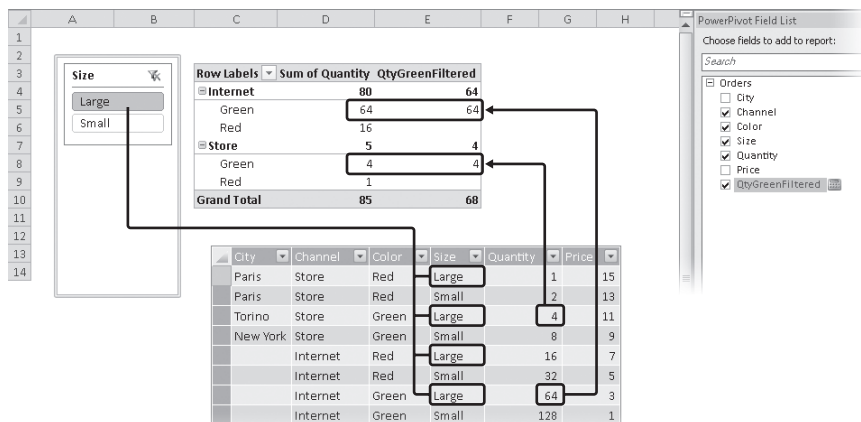 A B C D E F G H
PowerPivot Field List
Choose fields to add to report:
Search
Orders
City
Channel
Color
Size
Quantity
Price
QtyGreenFiltered
1
2
3
4
5
6
7
8
9
10
11
12
13
14
Size
Large
Small
Row Labels Sum of Quantity QtyGreenFiltered
Internet 80 64
Green 64 64
Red 16
Store 5 4
Green 4 4
Red 1
Grand Total 85 68
City Channel Color Size Quantity Price
Paris Store Red Large 1 15
Paris Store Red Small 2 13
Torino Store Green Large 4 11
New York Store Green Small 8 9
Internet Red Large 16 7
Internet Red Small 32 5
Internet Green Large 64 3
Internet Green Small 128 1